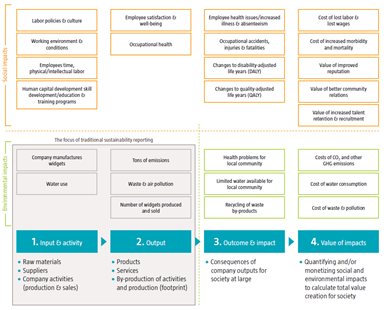 Social impacts
Labor policies & culture
Working environment &
conditions
Employees time,
physical/intellectual labor
Human capital development skill
development/education &
training programs
Employee satisfaction &
well-being
Occupational health
Employee health issues/increased
illness & absenteeism
Occupational accidents,
injuries & fatalities
Changes to disability-adjusted
life years (DALY)
Changes to quality-adjusted
life years (QALY)
Cost of lost labor &
lost wages
Cost of increased morbidity
and mortality
Value of improved
reputation
Value of better community
relations
Value of increased talent
retention & recruitment
Environmental impacts
The focus of traditional sustainability reporting
Company manufactures
widgets
Water use
Tons of emissions
Waste & air pollution
Number of widgets produced
and sold
Health problems for
local community
Limited water available for
local community
Recycling of waste
by-products
Costs of CO₂ and other
GHG emissions
Cost of water consumption
Cost of waste & pollution
1. Input & activity
2. Output
3. Outcome & impact
4. Value of impacts
• Raw materials
• Suppliers
• Company activities
(production & sales)
• Products
• Services
• By-production of activities
and production (footprint)
• Consequences of
company outputs for
society at large
• Quantifying and/or
monetizing social and
environmental impacts
to calculate total value
creation for society